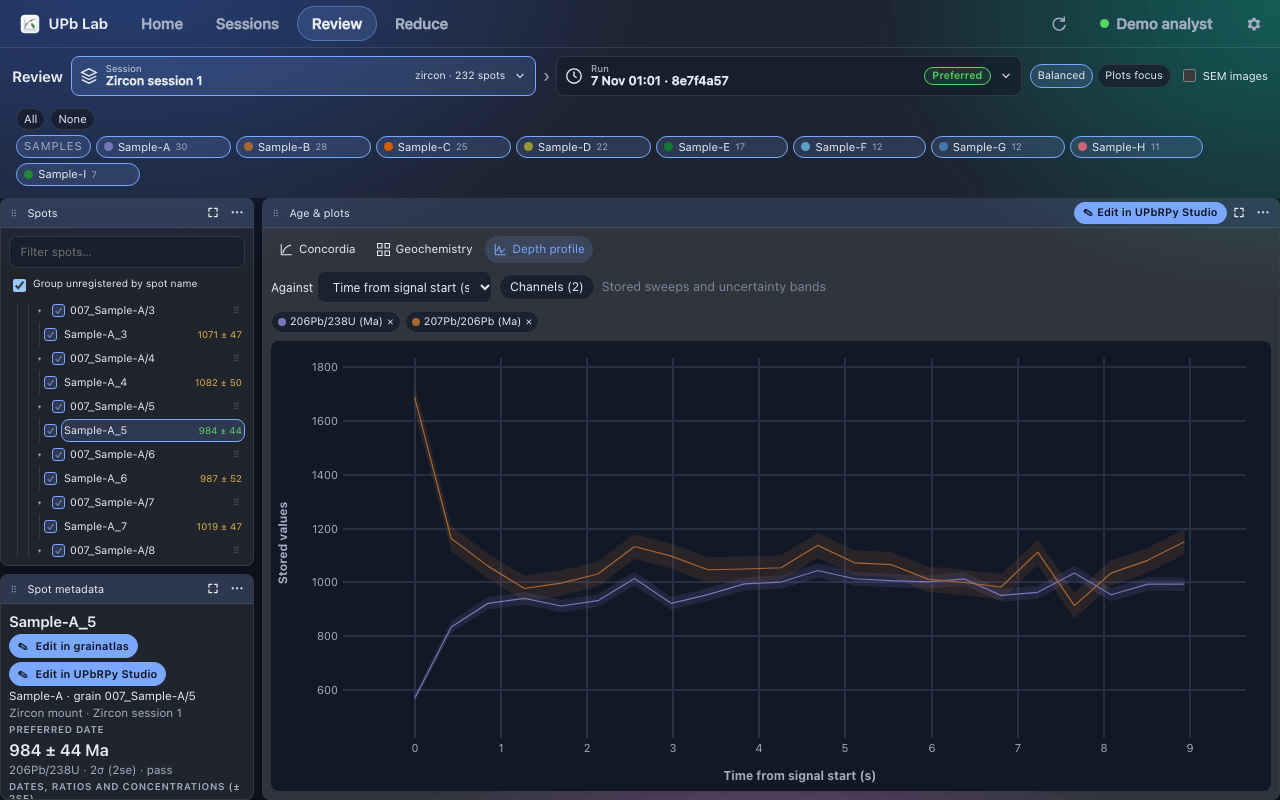 UPb Lab
Home
Sessions
Review
Reduce
Demo analyst
Review
Session
Zircon session 1
zircon · 232 spots
›
Run
7 Nov 01:01 · 8e7f4a57
Preferred
Balanced
Plots focus
SEM images
All
None
SAMPLES
Sample-A 30
Sample-B 28
Sample-C 25
Sample-D 22
Sample-E 17
Sample-F 12
Sample-G 12
Sample-H 11
Sample-I 7
Spots
Filter spots...
Group unregistered by spot name
007_Sample-A/3
Sample-A_3 1071 ± 47
007_Sample-A/4
Sample-A_4 1082 ± 50
007_Sample-A/5
Sample-A_5 984 ± 44
007_Sample-A/6
Sample-A_6 987 ± 52
007_Sample-A/7
Sample-A_7 1019 ± 47
007_Sample-A/8
Spot metadata
Sample-A_5
✎ Edit in grainatlas
✎ Edit in UPbRPy Studio
Sample-A · grain 007_Sample-A/5
Zircon mount · Zircon session 1
PREFERRED DATE
984 ± 44 Ma
206Pb/238U · 2σ (2se) · pass
DATES, RATIOS AND CONCENTRATIONS (±
2SE)
Age & plots
✎ Edit in UPbRPy Studio
Concordia
Geochemistry
Depth profile
Against
Time from signal start (s
Channels (2)
Stored sweeps and uncertainty bands
206Pb/238U (Ma) ×
207Pb/206Pb (Ma) ×
1800
1600
1400
1200
1000
800
600
Stored values
0 1 2 3 4 5 6 7 8 9
Time from signal start (s)